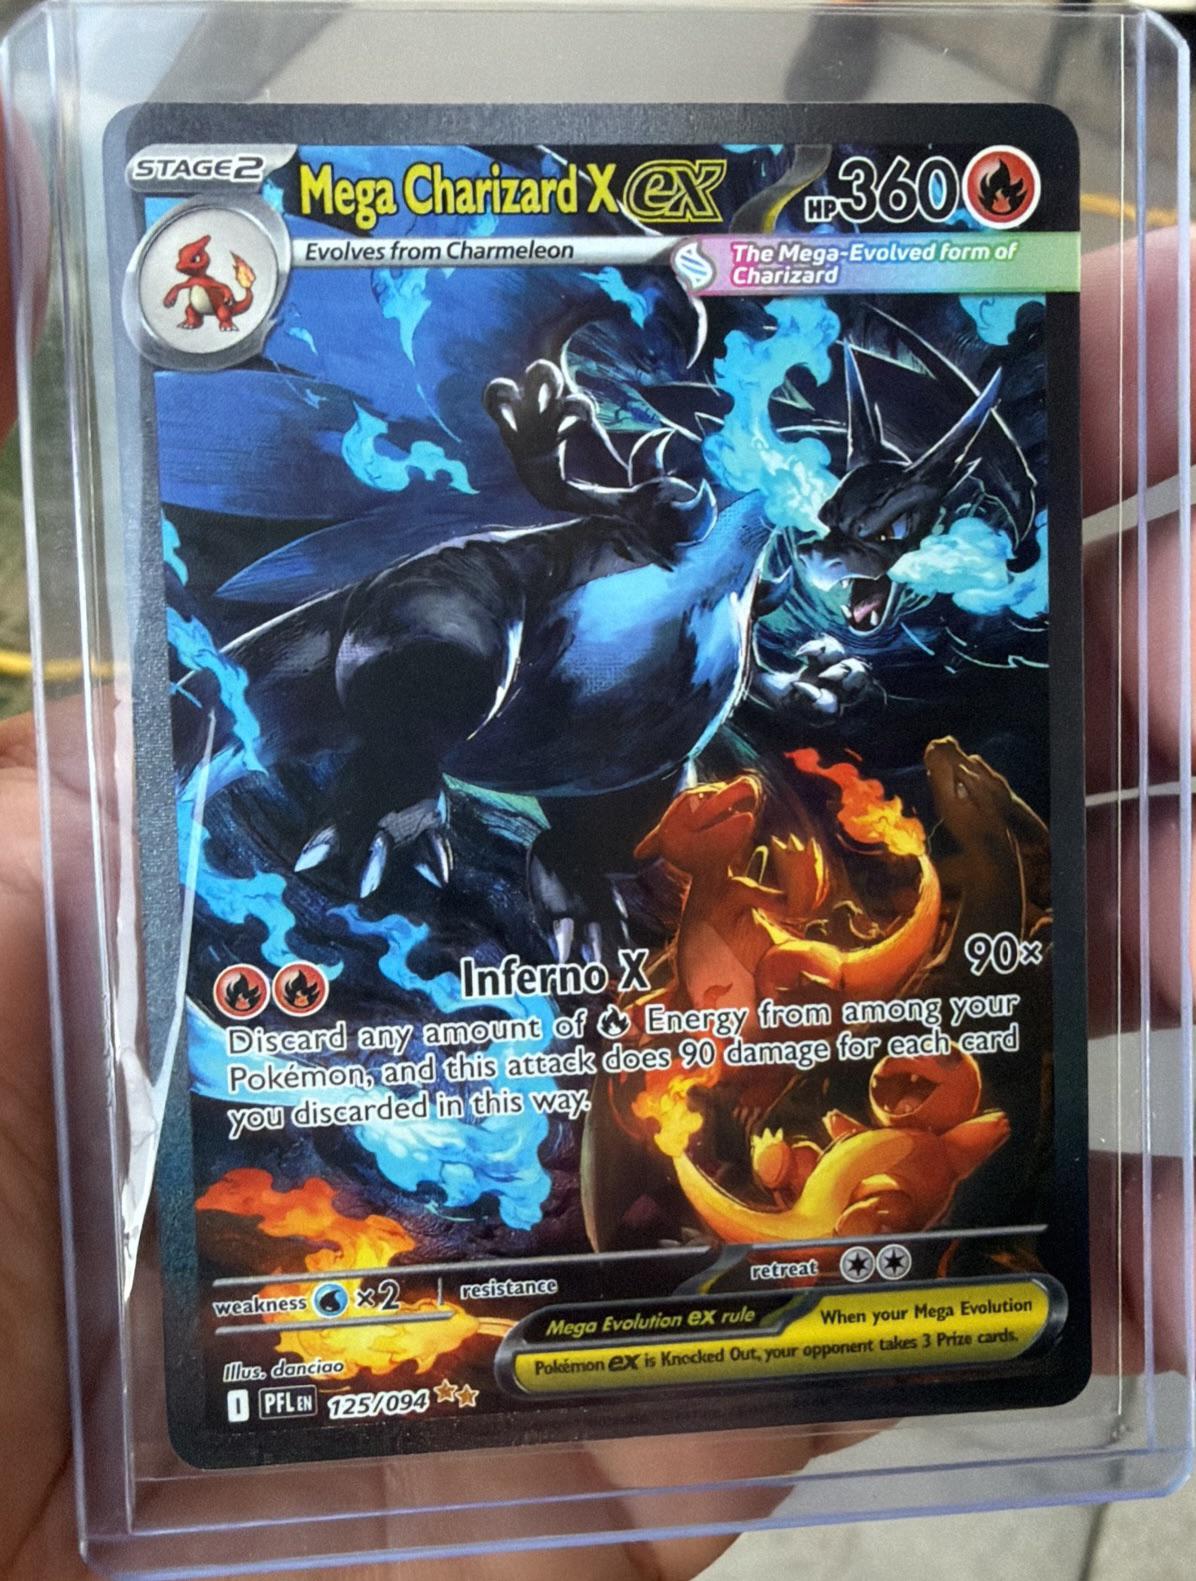 STAGE2
Mega Charizard X ex
HP360
Evolves from Charmeleon
The Mega-Evolved form of
Charizard
Inferno X
90×
Discard any amount of Energy from among your
Pokémon, and this attack does 90 damage for each card
you discarded in this way.
weakness ×2
resistance
retreat
Mega Evolution ex rule
When your Mega Evolution
Pokémon ex is Knocked Out, your opponent takes 3 Prize cards.
Illus. danciao
I PFL EN 125/094